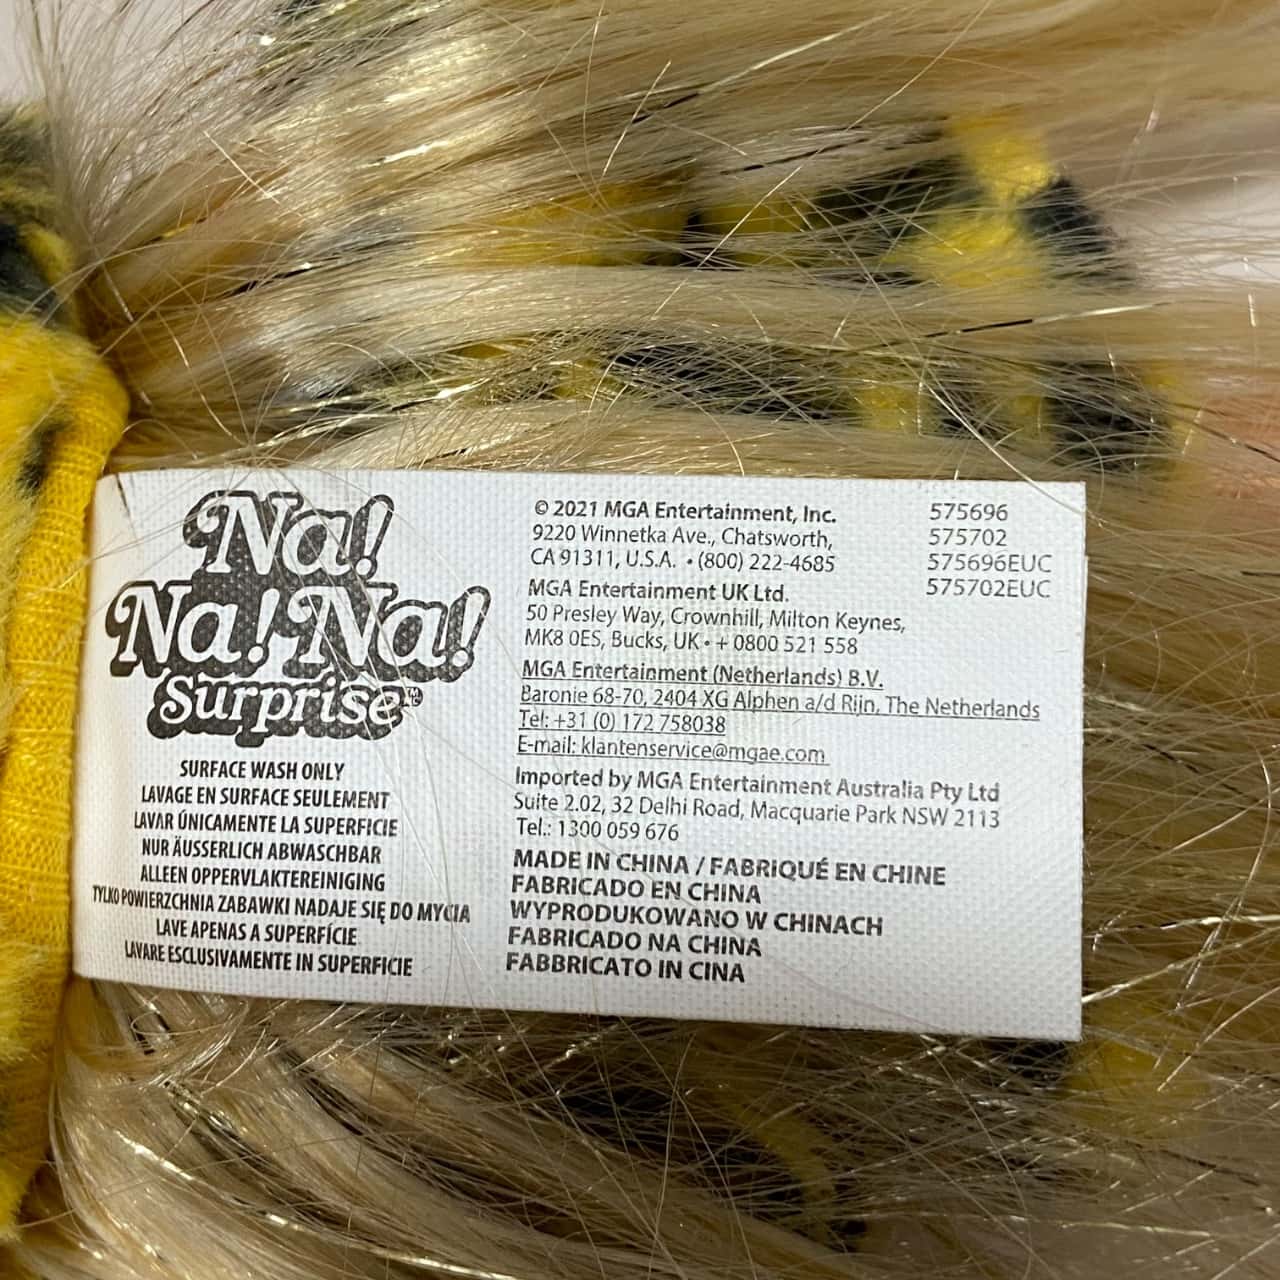 Na!
Na! Na!
Surprise™
SURFACE WASH ONLY
LAVAGE EN SURFACE SEULEMENT
LAVAR ÚNICAMENTE LA SUPERFICIE
NUR ÄUSSERLICH ABWASCHBAR
ALLEEN OPPERVLAKTEREINIGING
TYLKO POWIERZCHNIA ZABAWKI NADAJE SIĘ DO MYCIA
LAVE APENAS A SUPERFÍCIE
LAVARE ESCLUSIVAMENTE IN SUPERFICIE
© 2021 MGA Entertainment, Inc.
9220 Winnetka Ave., Chatsworth,
CA 91311, U.S.A. • (800) 222-4685
MGA Entertainment UK Ltd.
50 Presley Way, Crownhill, Milton Keynes,
MK8 0ES, Bucks, UK • + 0800 521 558
MGA Entertainment (Netherlands) B.V.
Baronie 68-70, 2404 XG Alphen a/d Rijn, The Netherlands
Tel: +31 (0) 172 758038
E-mail: klantenservice@mgae.com
Imported by MGA Entertainment Australia Pty Ltd
Suite 2.02, 32 Delhi Road, Macquarie Park NSW 2113
Tel.: 1300 059 676
MADE IN CHINA / FABRIQUÉ EN CHINE
FABRICADO EN CHINA
WYPRODUKOWANO W CHINACH
FABRICADO NA CHINA
FABBRICATO IN CINA
575696
575702
575696EUC
575702EUC